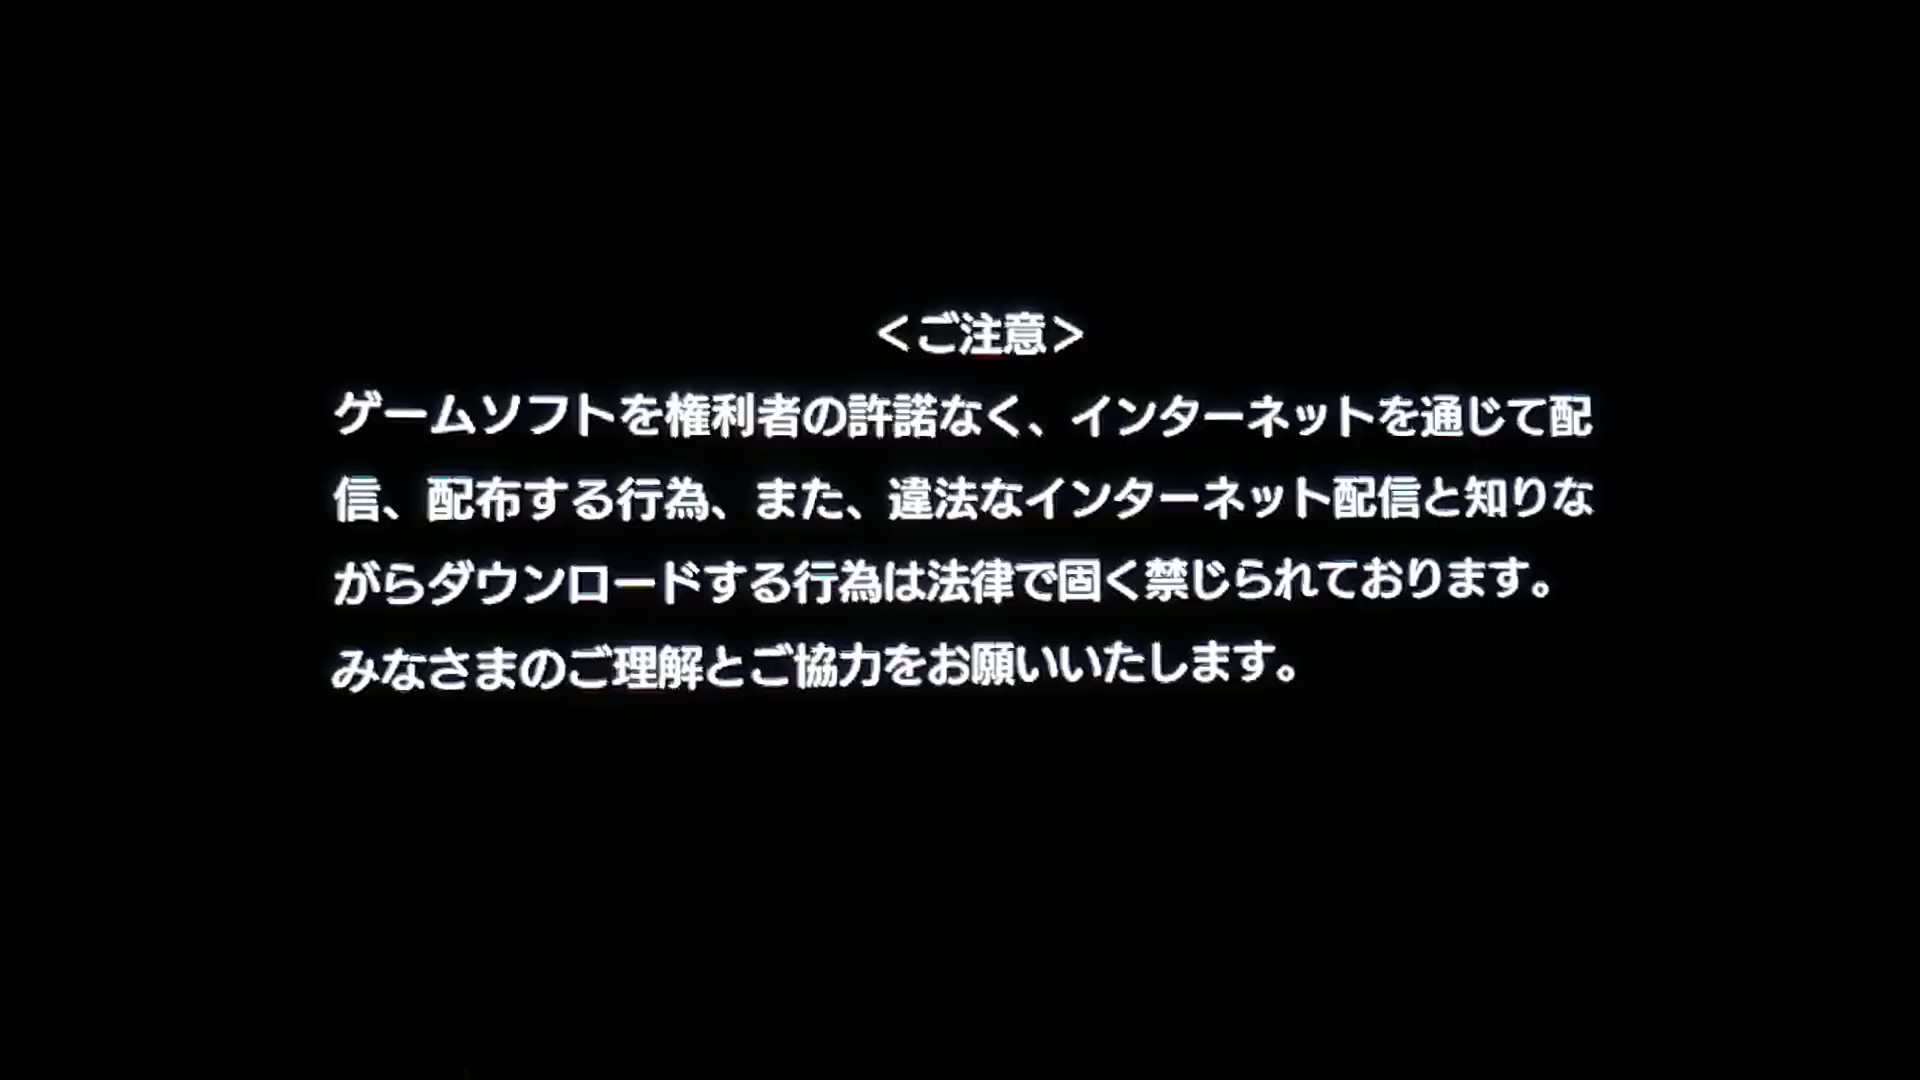 ＜ご注意＞
ゲームソフトを権利者の許諾なく、インターネットを通じて配
信、配布する行為、また、違法なインターネット配信と知りな
がらダウンロードする行為は法律で固く禁じられております。
みなさまのご理解とご協力をお願いいたします。